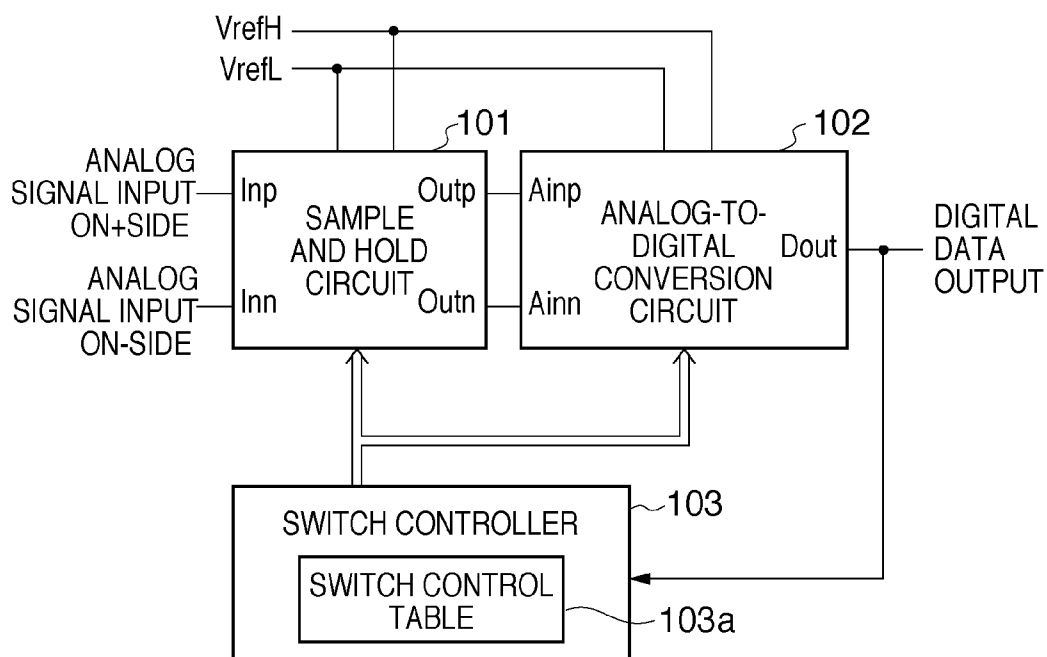 VrefH
VrefL
101
102
ANALOG
SIGNAL INPUT
ON+SIDE
Inp
Outp
Ainp
SAMPLE
AND HOLD
CIRCUIT
ANALOG-TO-
DIGITAL
CONVERSION
CIRCUIT
Dout
DIGITAL
DATA
OUTPUT
ANALOG
SIGNAL INPUT
ON-SIDE
Inn
Outn
Ainn
103
SWITCH CONTROLLER
SWITCH CONTROL
TABLE
103a